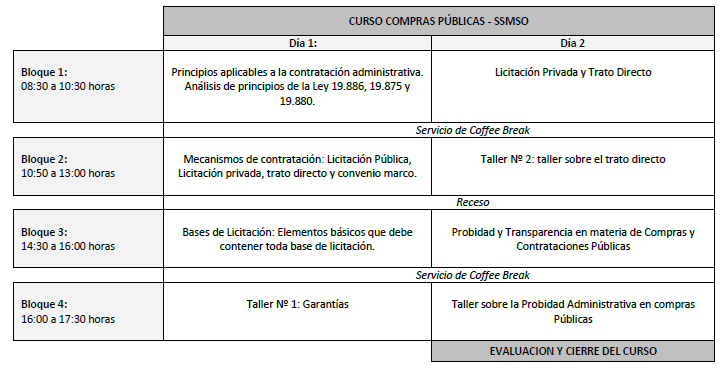 CURSO COMPRAS PÚBLICAS - SSMSO
Día 1:
Día 2
Bloque 1:
08:30 a 10:30 horas
Principios aplicables a la contratación administrativa.
Análisis de principios de la Ley 19.886, 19.875 y
19.880.
Licitación Privada y Trato Directo
Servicio de Coffee Break
Bloque 2:
10:50 a 13:00 horas
Mecanismos de contratación: Licitación Pública,
Licitación privada, trato directo y convenio marco.
Taller Nº 2: taller sobre el trato directo
Receso
Bloque 3:
14:30 a 16:00 horas
Bases de Licitación: Elementos básicos que debe
contener toda base de licitación.
Probidad y Transparencia en materia de Compras y
Contrataciones Públicas
Servicio de Coffee Break
Bloque 4:
16:00 a 17:30 horas
Taller Nº 1: Garantías
Taller sobre la Probidad Administrativa en compras
Públicas
EVALUACION Y CIERRE DEL CURSO